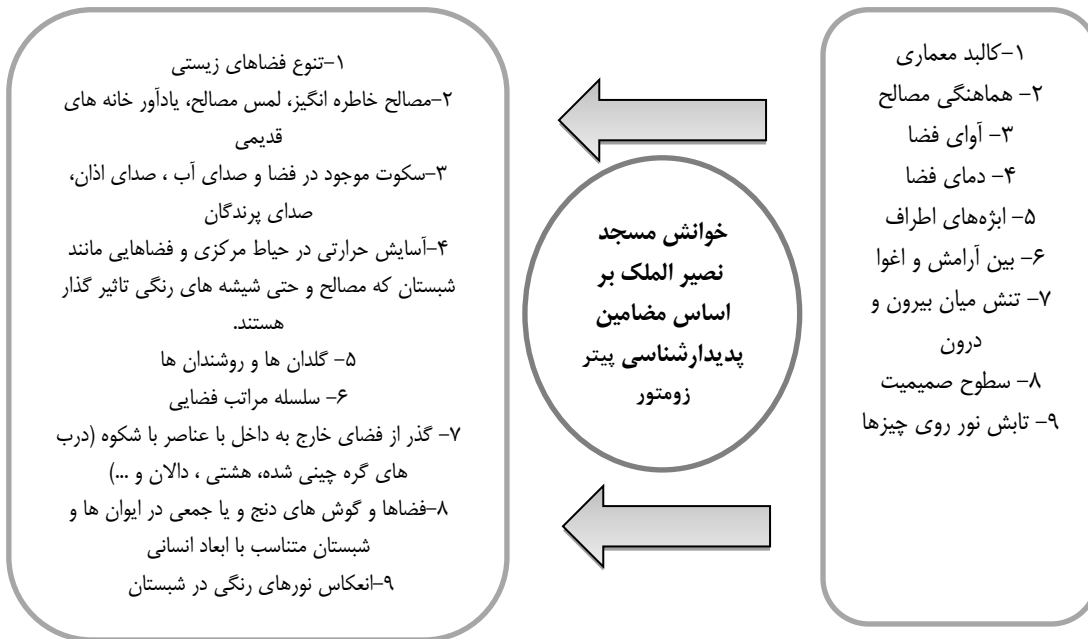 ۱-کالبد معماری
۲- هماهنگی مصالح
۳- آوای فضا
۴- دمای فضا
۵- ابژه‌های اطراف
۶- بین آرامش و اغوا
۷- تنش میان بیرون و
درون
۸- سطوح صمیمیت
۹- تابش نور روی چیزها
خوانش مسجد
نصیر الملک بر
اساس مضامین
پدیدارشناسی پیتر
زومتور
۱-تنوع فضاهای زیستی
۲-مصالح خاطره انگیز، لمس مصالح، یادآور خانه های
قدیمی
۳-سکوت موجود در فضا و صدای آب ، صدای اذان،
صدای پرندگان
۴-آسایش حرارتی در حیاط مرکزی و فضاهایی مانند
شبستان که مصالح و حتی شیشه های رنگی تاثیر گذار
هستند.
۵- گلدان ها و روشندان ها
۶- سلسله مراتب فضایی
۷- گذر از فضای خارج به داخل با عناصر با شکوه (درب
های گره چینی شده، هشتی ، دالان و ...)
۸-فضاها و گوش های دنج و یا جمعی در ایوان ها و
شبستان متناسب با ابعاد انسانی
۹-انعکاس نورهای رنگی در شبستان